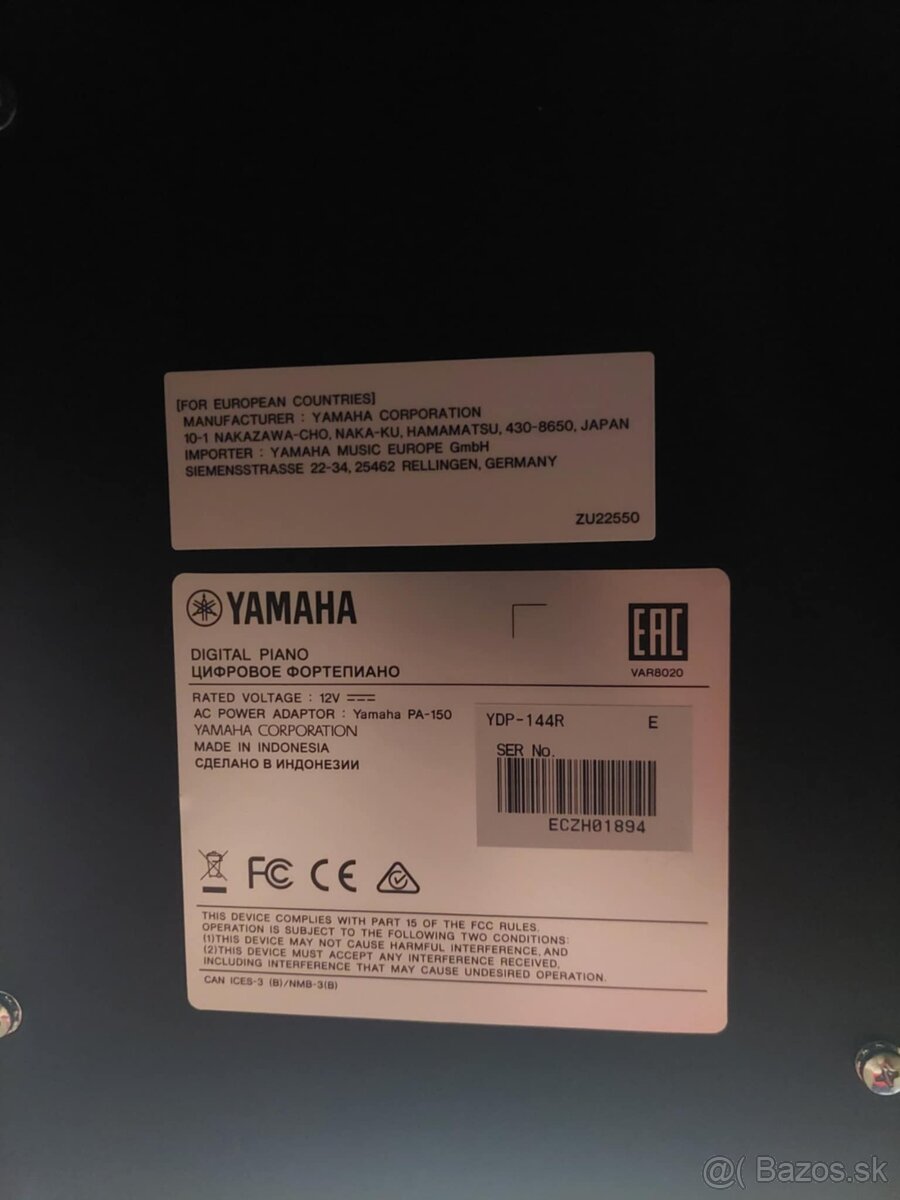 [FOR EUROPEAN COUNTRIES]
MANUFACTURER : YAMAHA CORPORATION
10-1 NAKAZAWA-CHO, NAKA-KU, HAMAMATSU, 430-8650, JAPAN
IMPORTER : YAMAHA MUSIC EUROPE GmbH
SIEMENSSTRASSE 22-34, 25462 RELLINGEN, GERMANY
ZU22550
YAMAHA
EAC
DIGITAL PIANO
ЦИФРОВОЕ ФОРТЕПИАНО
VAR8020
RATED VOLTAGE : 12V
AC POWER ADAPTOR : Yamaha PA-150
YAMAHA CORPORATION
MADE IN INDONESIA
СДЕЛАНО В ИНДОНЕЗИИ
YDP-144R E
SER No.
ECZH01894
FC CE
THIS DEVICE COMPLIES WITH PART 15 OF THE FCC RULES.
OPERATION IS SUBJECT TO THE FOLLOWING TWO CONDITIONS:
(1)THIS DEVICE MAY NOT CAUSE HARMFUL INTERFERENCE, AND
(2)THIS DEVICE MUST ACCEPT ANY INTERFERENCE RECEIVED,
INCLUDING INTERFERENCE THAT MAY CAUSE UNDESIRED OPERATION.
CAN ICES-3 (B)/NMB-3(B)
@( Bazos.sk